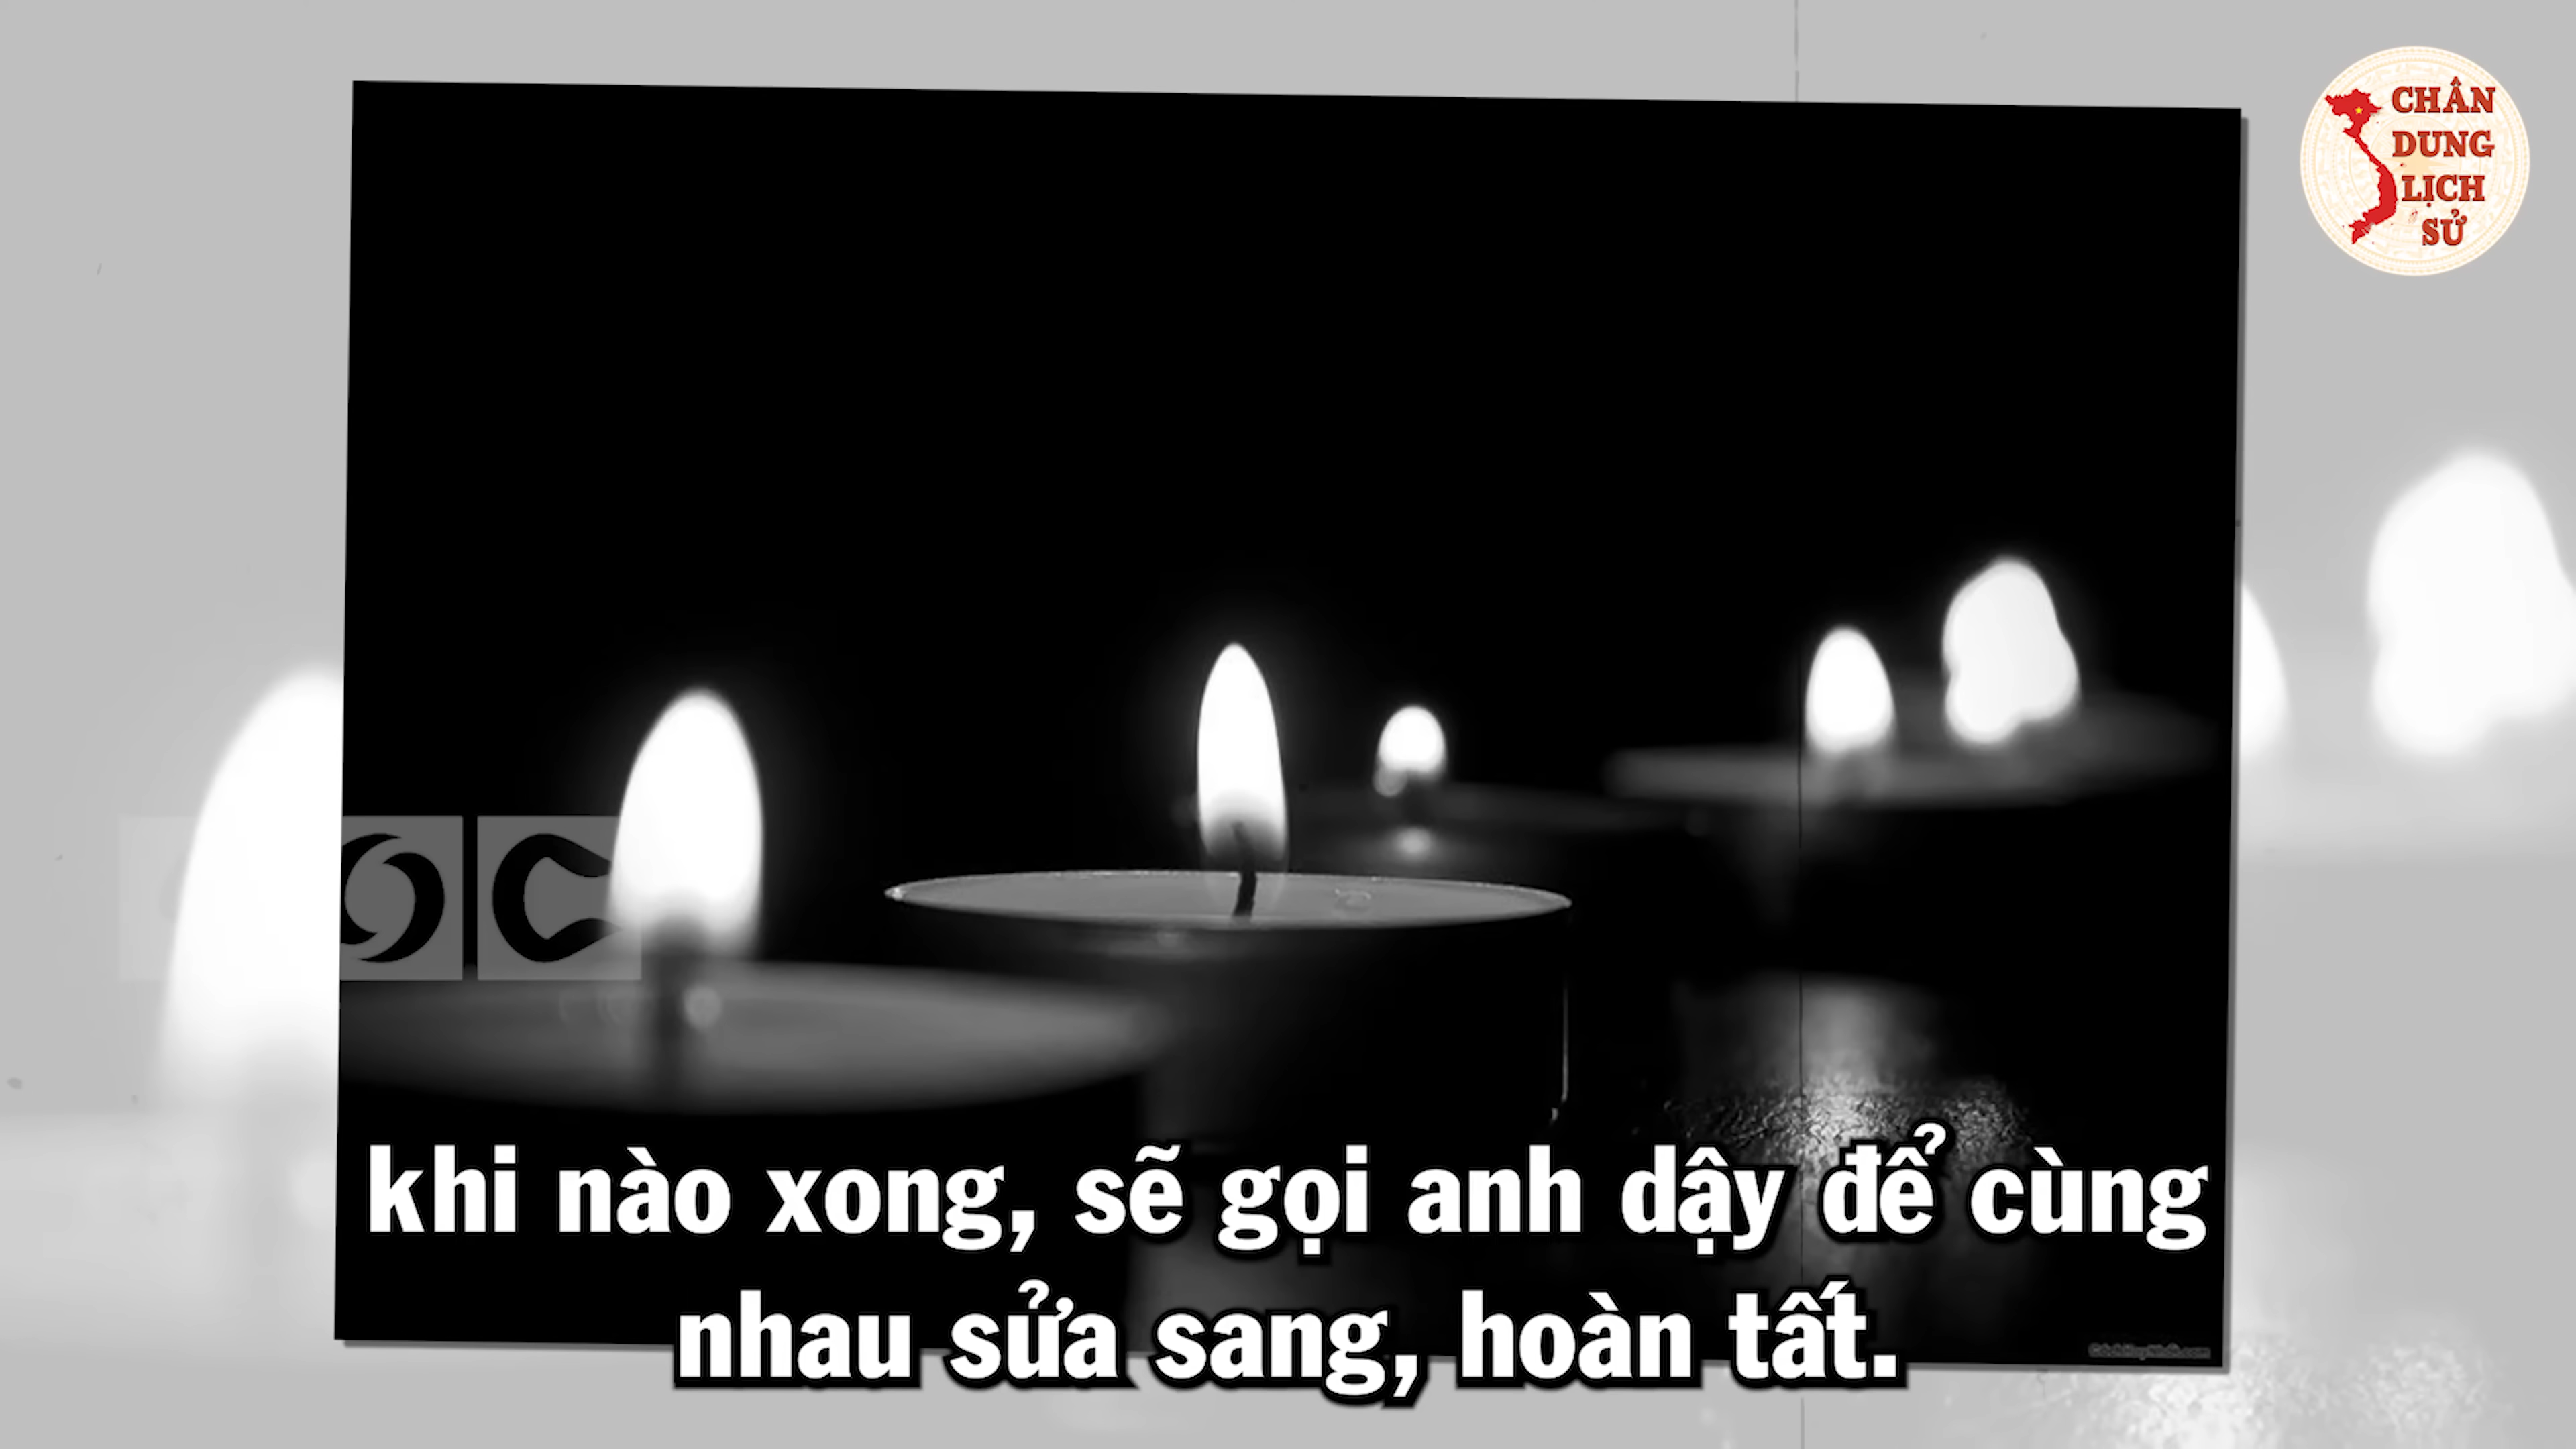 CHÂN
DUNG
LỊCH
SỬ
khi nào xong, sẽ gọi anh dậy để cùng
nhau sửa sang, hoàn tất.